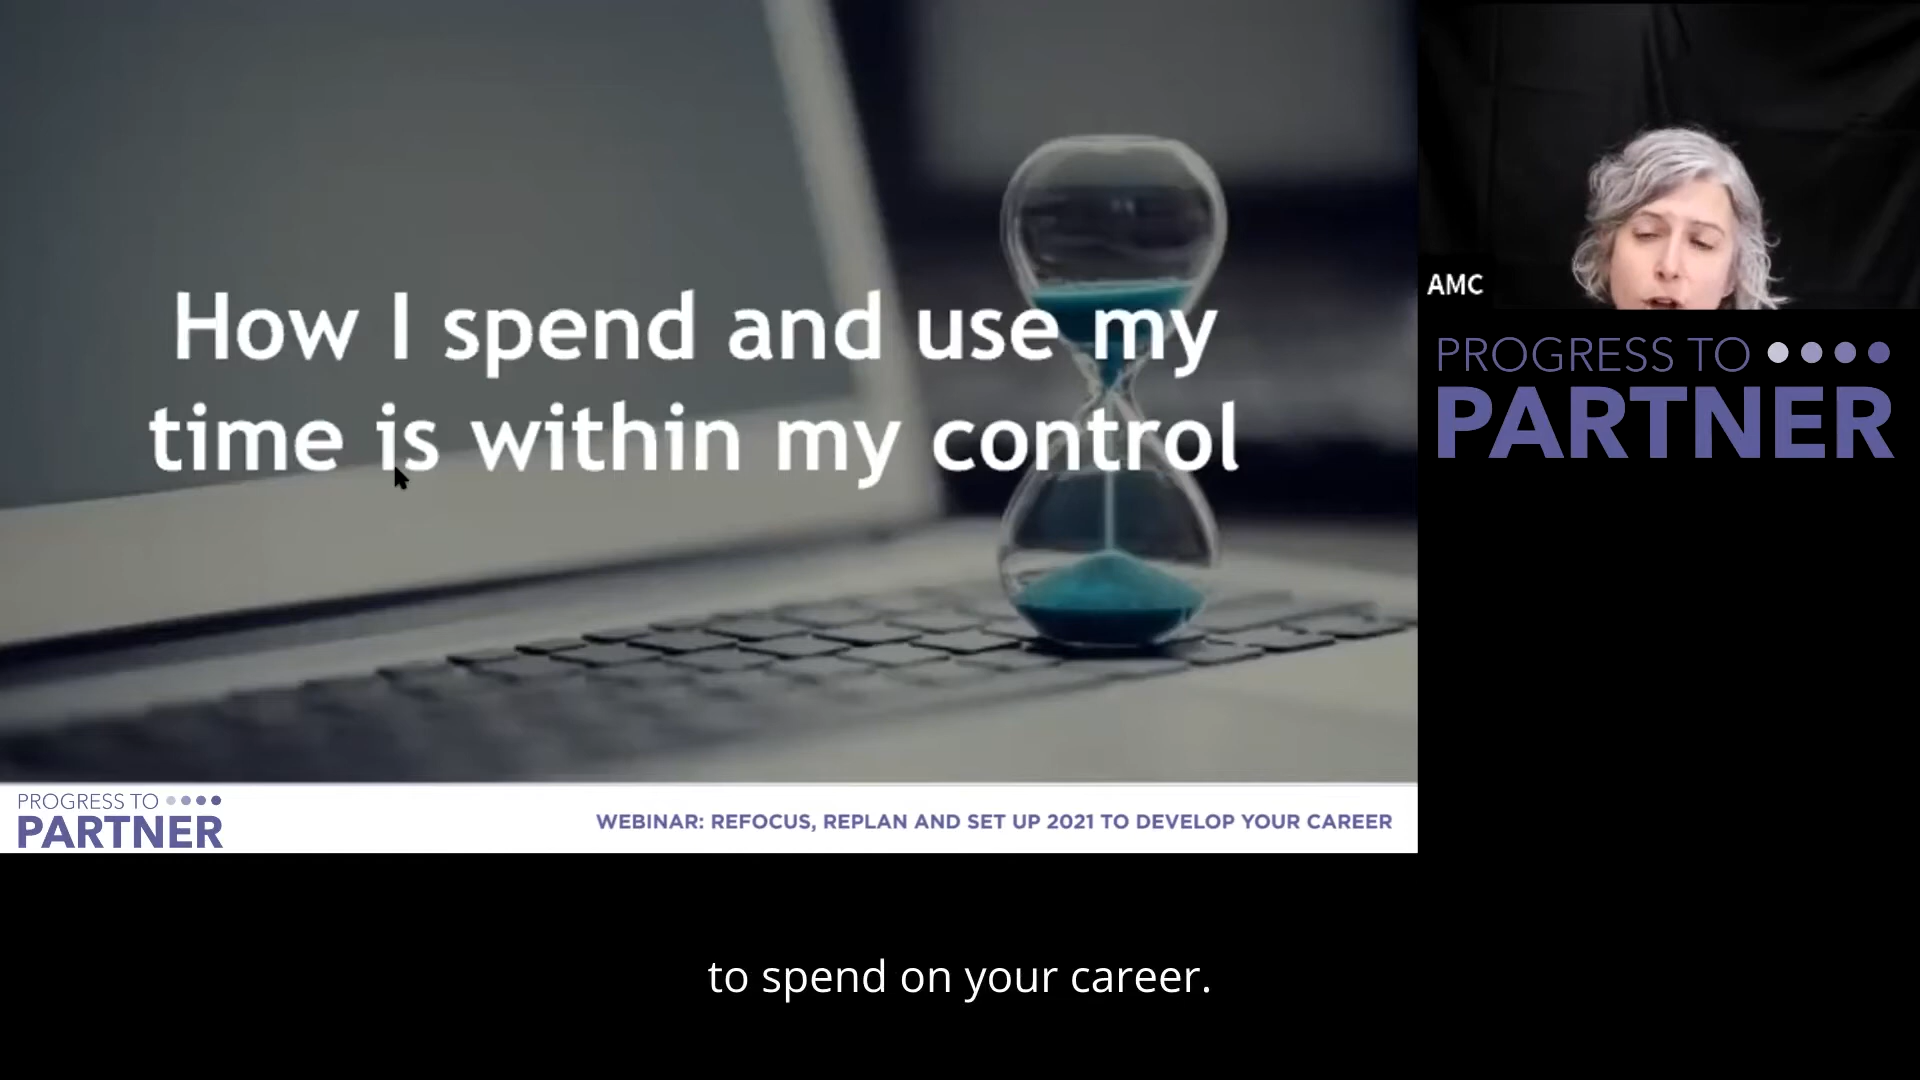 How I spend and use my
time is within my control
AMC
PROGRESS TO
PARTNER
PROGRESS TO
PARTNER
WEBINAR: REFOCUS, REPLAN AND SET UP 2021 TO DEVELOP YOUR CAREER
to spend on your career.